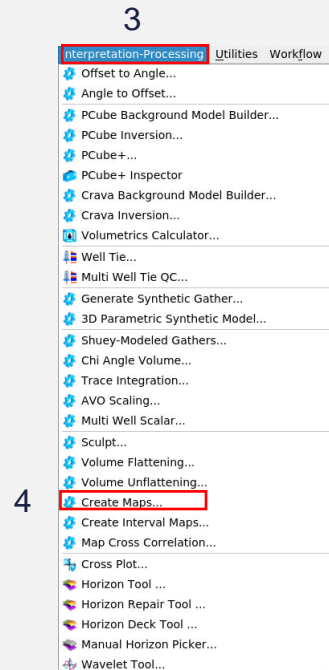 3
nterpretation-Processing Utilities Workflow
Offset to Angle...
Angle to Offset...
PCube Background Model Builder...
PCube Inversion...
PCube+...
PCube+ Inspector
Crava Background Model Builder...
Crava Inversion...
Volumetrics Calculator...
Well Tie...
Multi Well Tie QC...
Generate Synthetic Gather...
3D Parametric Synthetic Model...
Shuey-Modeled Gathers...
Chi Angle Volume...
Trace Integration...
AVO Scaling...
Multi Well Scalar...
Sculpt...
Volume Flattening...
Volume Unflattening...
4 Create Maps...
Create Interval Maps...
Map Cross Correlation...
Cross Plot...
Horizon Tool ...
Horizon Repair Tool ...
Horizon Deck Tool ...
Manual Horizon Picker...
Wavelet Tool...